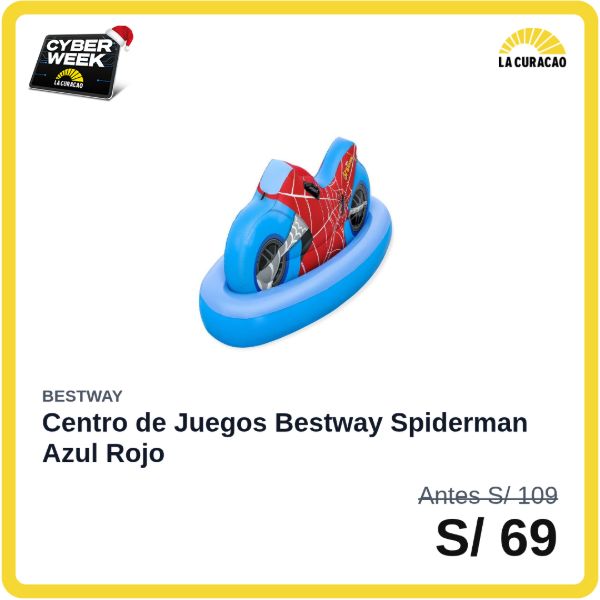 CYBER
WEEK
LA CURACAO
LA CURACAO
BESTWAY
Centro de Juegos Bestway Spiderman
Azul Rojo
Antes S/ 109
S/ 69